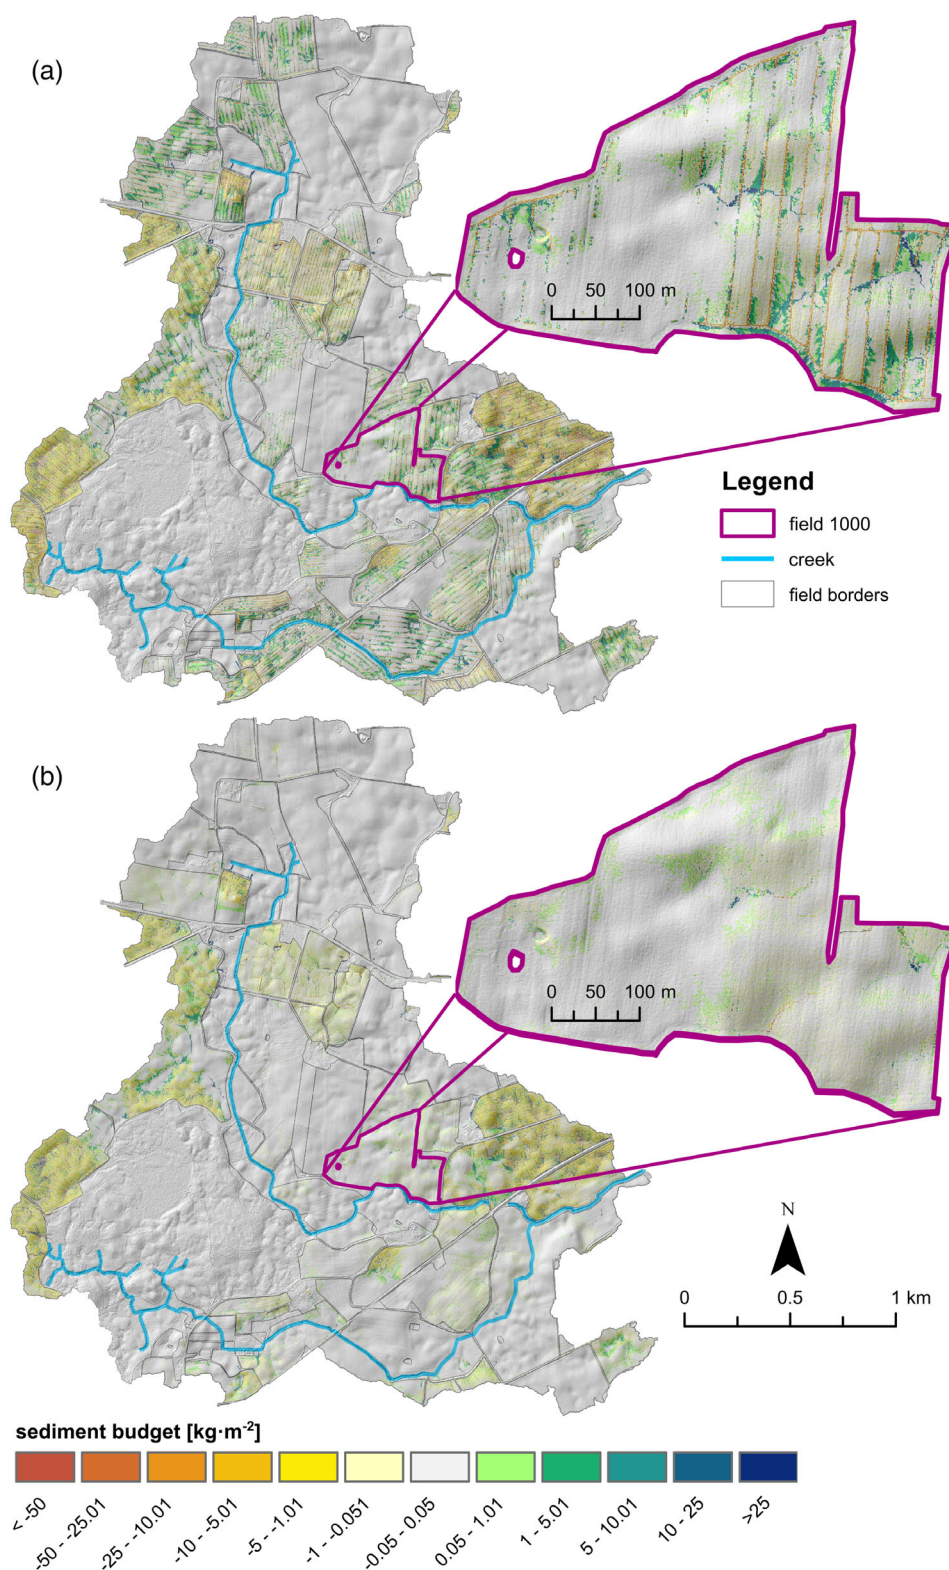 (a)
0 50 100 m
Legend
field 1000
creek
field borders
(b)
0 50 100 m
N
0 0.5 1 km
sediment budget [kg·m⁻²]
< -50
-50 - -25.01
-25 - -10.01
-10 - -5.01
-5 - -1.01
-1 - -0.051
-0.05 - 0.05
0.05 - 1.01
1 - 5.01
5 - 10.01
10 - 25
>25